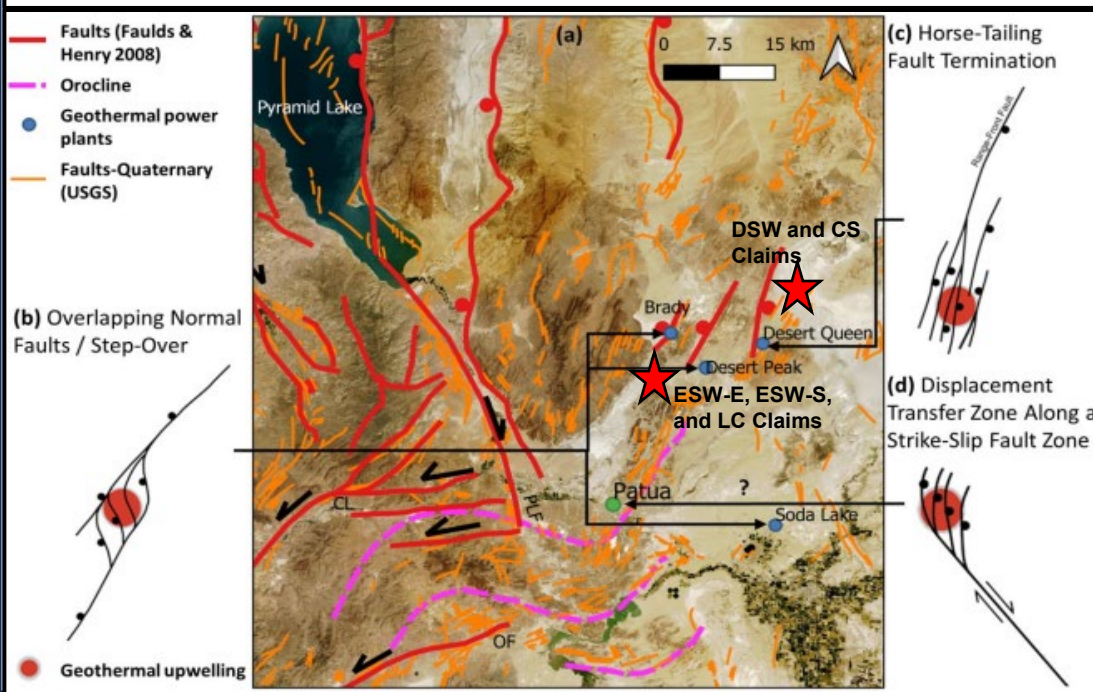 Faults (Faulds &
Henry 2008)
Orocline
Geothermal power
plants
Faults-Quaternary
(USGS)
(a)
0 7.5 15 km
Pyramid Lake
DSW and CS
Claims
Brady
Desert Queen
Desert Peak
ESW-E, ESW-S,
and LC Claims
Patua
?
Soda Lake
CL
PLF
OF
(b) Overlapping Normal
Faults / Step-Over
Geothermal upwelling
(c) Horse-Tailing
Fault Termination
Range-Front Fault
(d) Displacement
Transfer Zone Along a
Strike-Slip Fault Zone